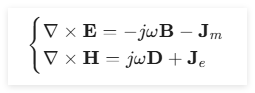 ∇ × E = −jωB − J_m
∇ × H = jωD + J_e